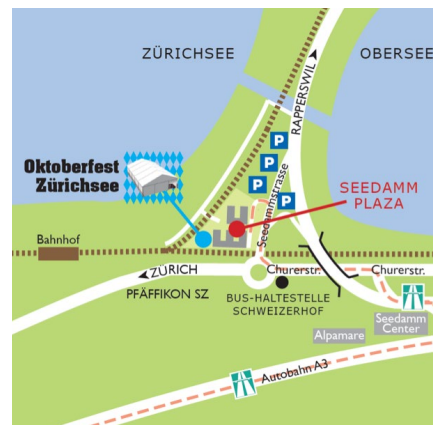 ZÜRICHSEE
OBERSEE
RAPPERSWIL
Oktoberfest
Zürichsee
P
P
P
P
P
SEEDAMM
PLAZA
Seedammstrasse
Bahnhof
ZÜRICH
PFÄFFIKON SZ
Churerstr.
Churerstr.
BUS-HALTESTELLE
SCHWEIZERHOF
Seedamm
Center
Alpamare
Autobahn A3